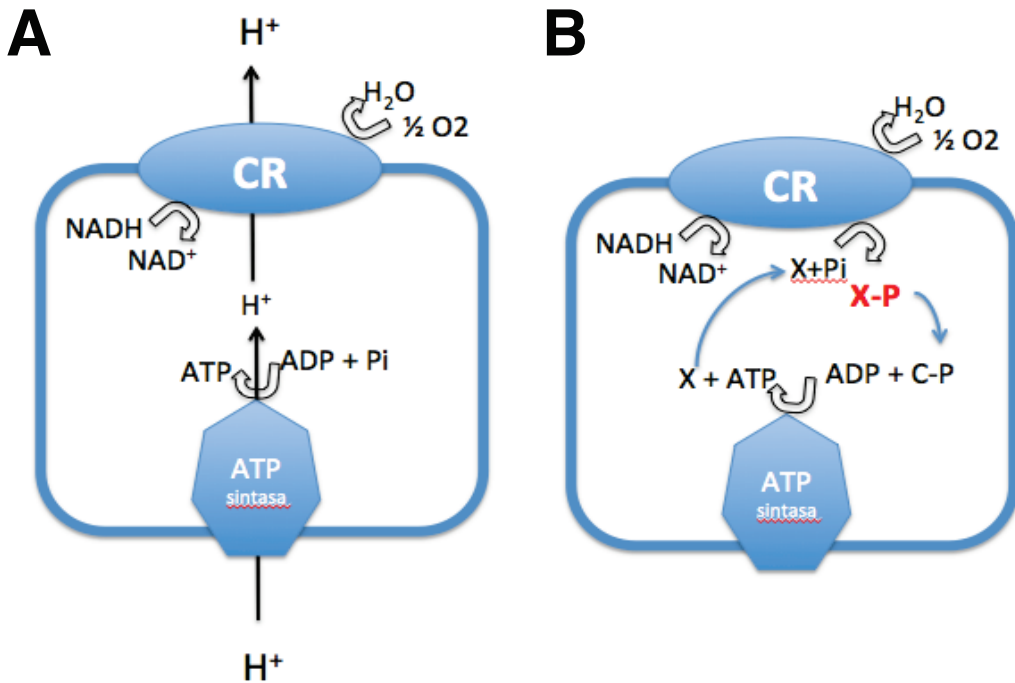 A
H⁺
H₂O
½ O2
CR
NADH
NAD⁺
H⁺
ATP
ADP + Pi
ATP
sintasa
H⁺
B
H₂O
½ O2
CR
NADH
NAD⁺
X+Pi
X-P
X + ATP
ADP + C-P
ATP
sintasa